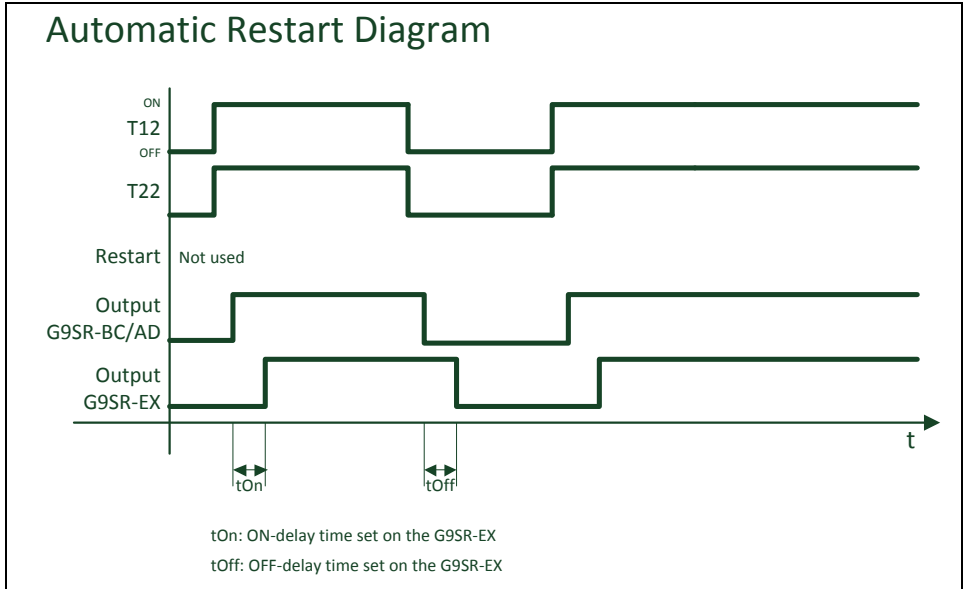 Automatic Restart Diagram
ON
T12
OFF
T22
Restart Not used
Output
G9SR-BC/AD
Output
G9SR-EX
t
tOn tOff
tOn: ON-delay time set on the G9SR-EX
tOff: OFF-delay time set on the G9SR-EX